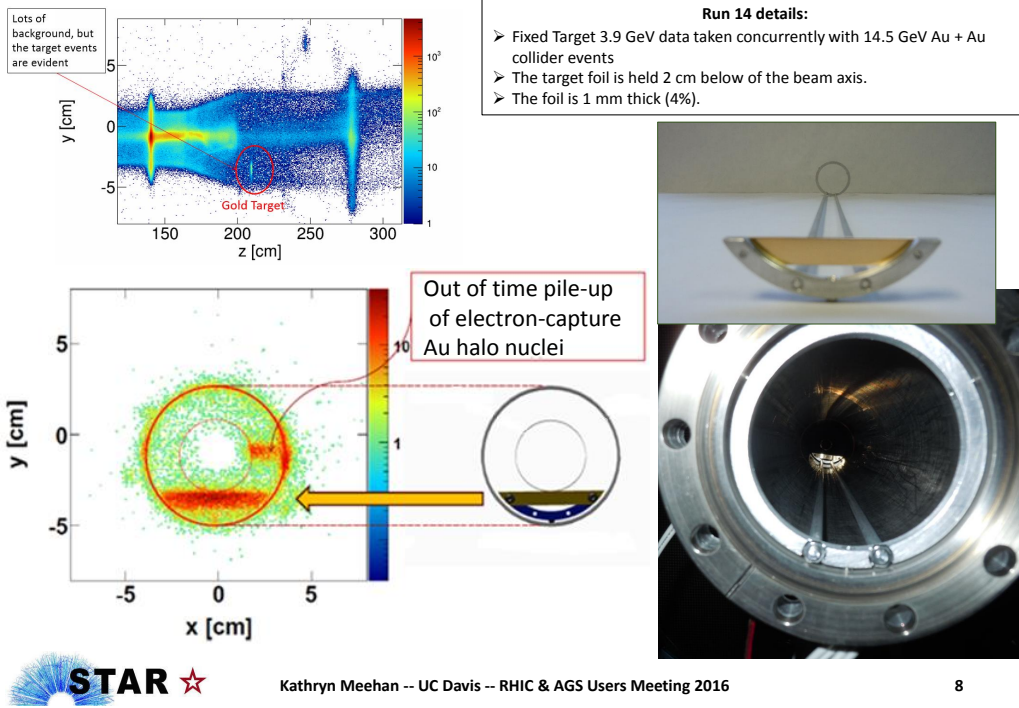 Lots of
background, but
the target events
are evident
Run 14 details:
➢ Fixed Target 3.9 GeV data taken concurrently with 14.5 GeV Au + Au
collider events
➢ The target foil is held 2 cm below of the beam axis.
➢ The foil is 1 mm thick (4%).
y [cm]
5
0
-5
Gold Target
150
200
250
300
z [cm]
10³
10²
10
1
Out of time pile-up
of electron-capture
Au halo nuclei
y [cm]
5
0
-5
-5
0
5
x [cm]
10
1
STAR ☆
Kathryn Meehan -- UC Davis -- RHIC & AGS Users Meeting 2016
8